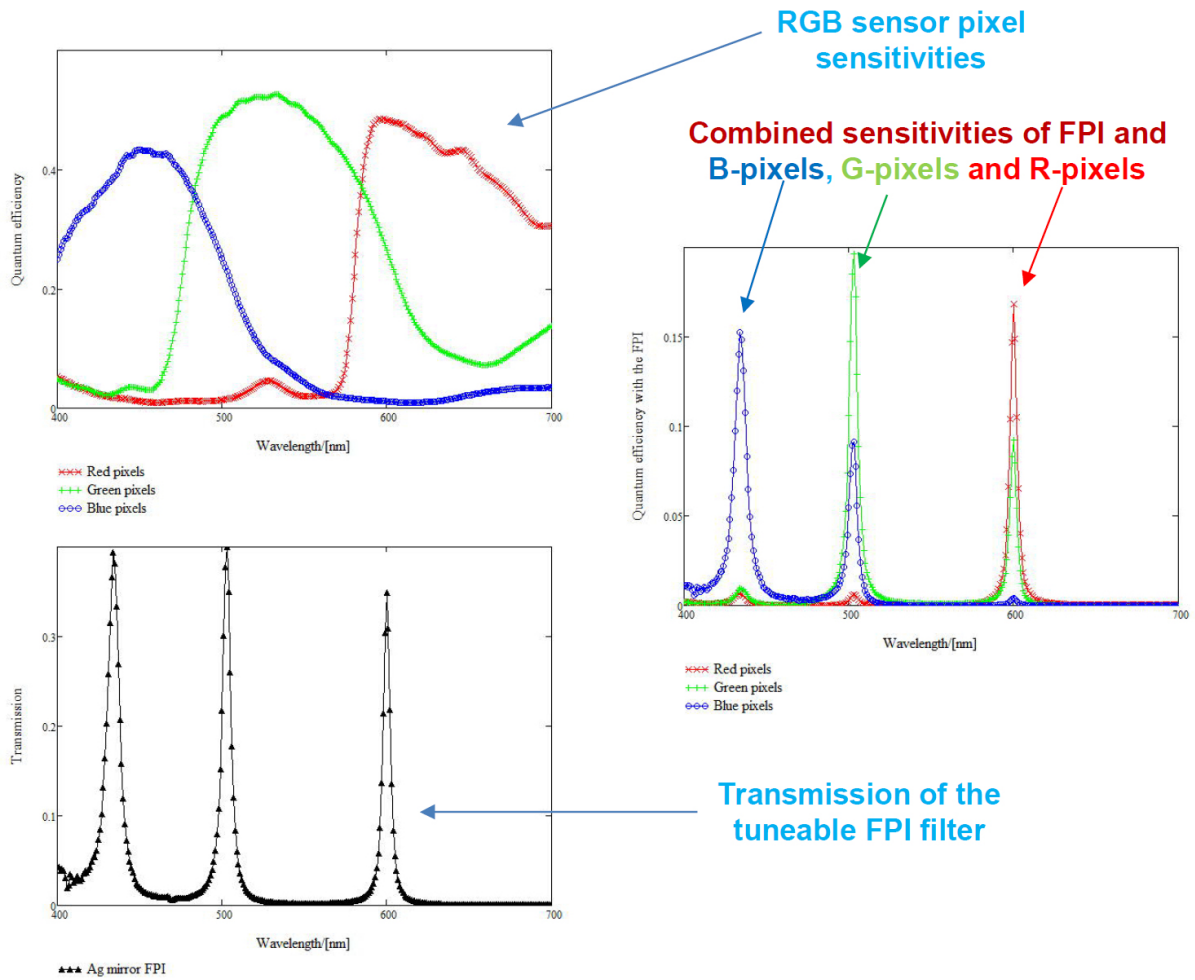 RGB sensor pixel
sensitivities
Quantum efficiency
0.4
0.2
0
400
500
600
700
Wavelength/[nm]
Red pixels
Green pixels
Blue pixels
Combined sensitivities of FPI and
B-pixels, G-pixels and R-pixels
Quantum efficiency with the FPI
0.15
0.1
0.05
0
400
500
600
700
Wavelength/[nm]
Red pixels
Green pixels
Blue pixels
Transmission
0.3
0.2
0.1
0
400
500
600
700
Wavelength/[nm]
Ag mirror FPI
Transmission of the
tuneable FPI filter